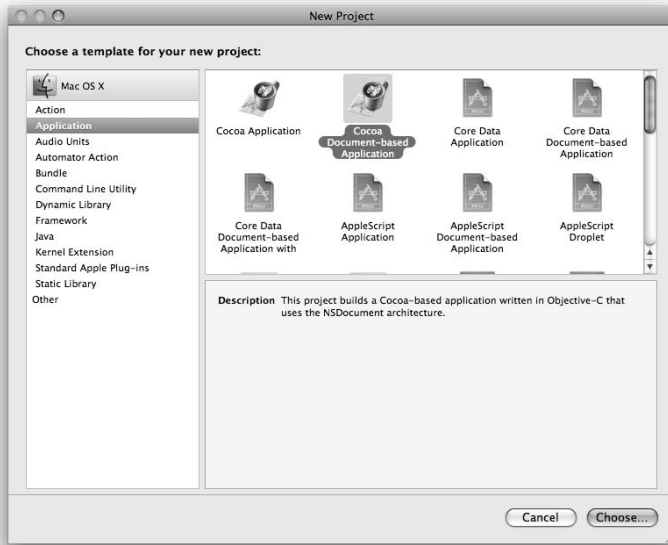 New Project
Choose a template for your new project:
Mac OS X
Action
Application
Audio Units
Automator Action
Bundle
Command Line Utility
Dynamic Library
Framework
Java
Kernel Extension
Standard Apple Plug-ins
Static Library
Other
Cocoa Application
Cocoa
Document-based
Application
Core Data
Application
Core Data
Document-based
Application
Core Data
Document-based
Application with
AppleScript
Application
AppleScript
Document-based
Application
AppleScript
Droplet
Description This project builds a Cocoa-based application written in Objective-C that
uses the NSDocument architecture.
Cancel
Choose...